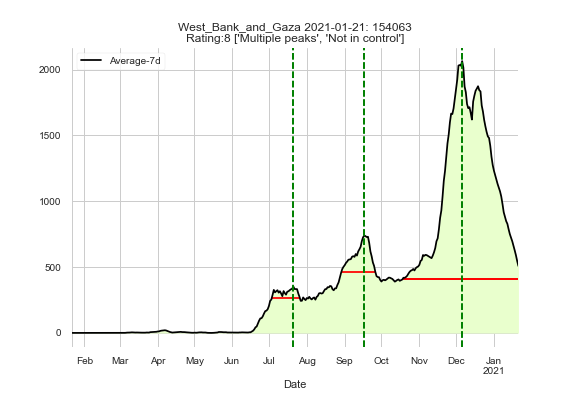 West_Bank_and_Gaza 2021-01-21: 154063
Rating:8 ['Multiple peaks', 'Not in control']
Average-7d
2000
1500
1000
500
0
Feb Mar Apr May Jun Jul Aug Sep Oct Nov Dec Jan
2021
Date